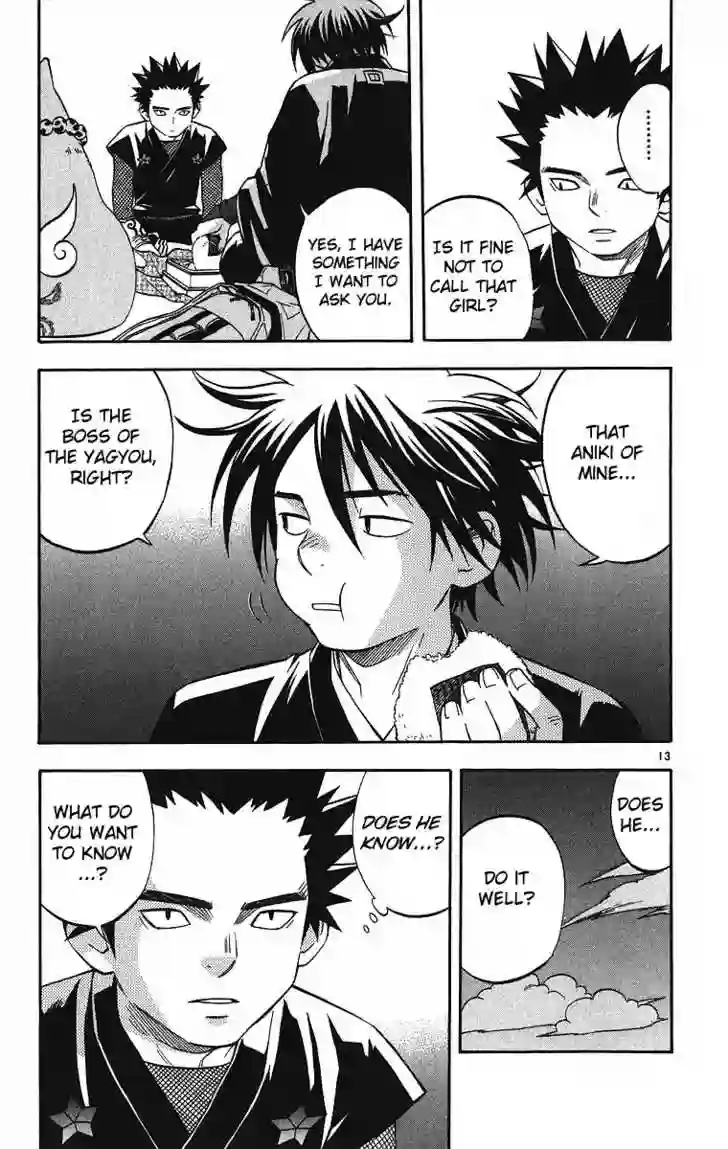 .........
IS IT FINE
NOT TO
CALL THAT
GIRL?
YES, I HAVE
SOMETHING
I WANT TO
ASK YOU.
THAT
ANIKI OF
MINE...
IS THE
BOSS OF
THE YAGYOU,
RIGHT?
13
DOES
HE...
DO IT
WELL?
DOES HE
KNOW...?
WHAT DO
YOU WANT
TO KNOW
...?